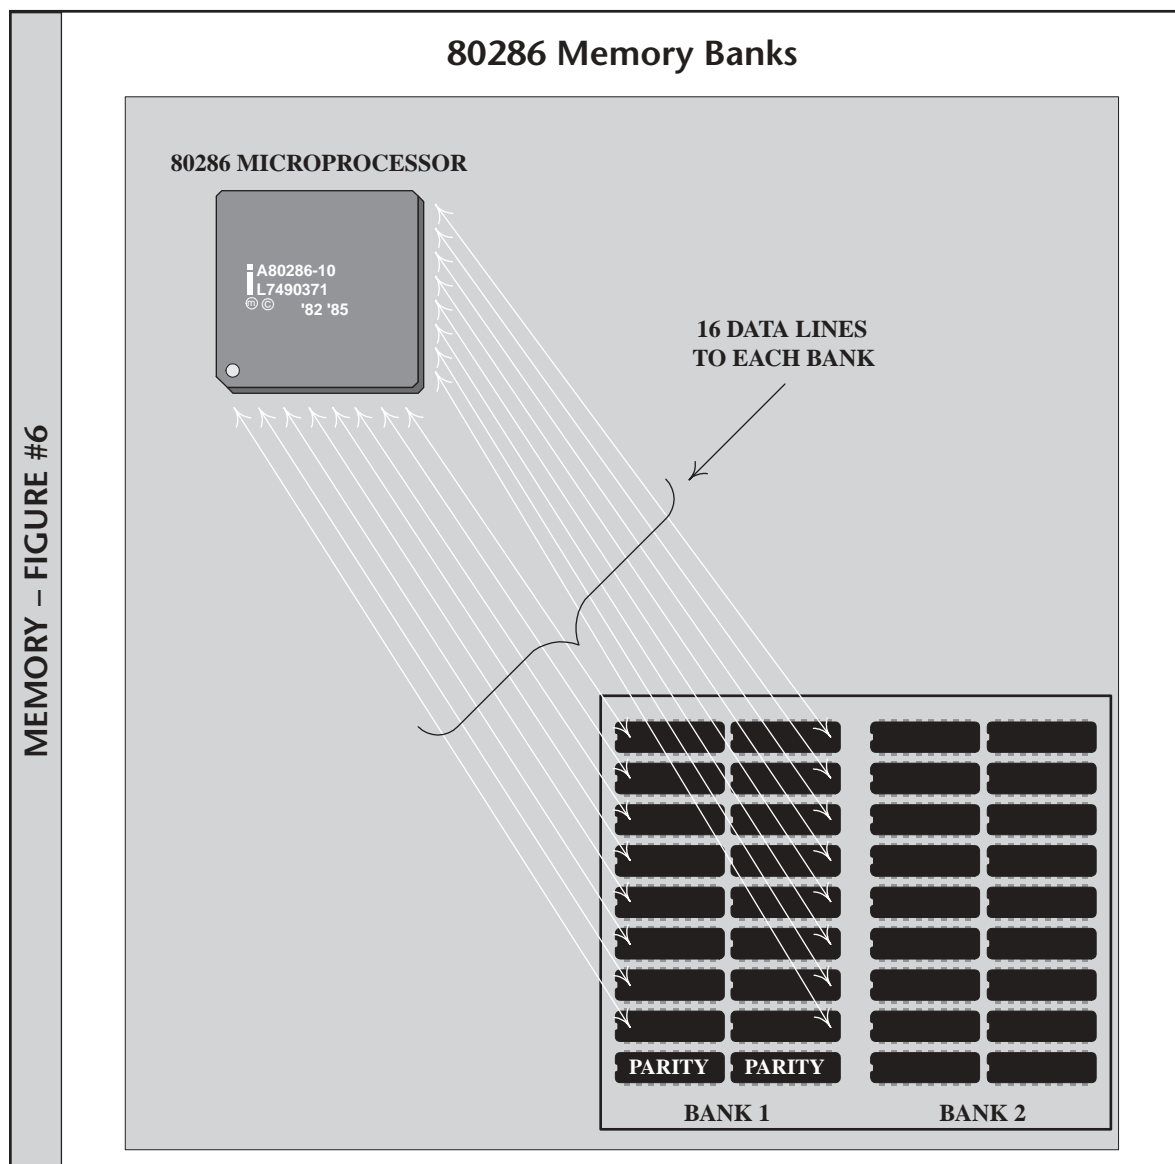 80286 Memory Banks
MEMORY – FIGURE #6
80286 MICROPROCESSOR
A80286-10
L7490371
m © '82 '85
16 DATA LINES
TO EACH BANK
PARITY PARITY
BANK 1 BANK 2